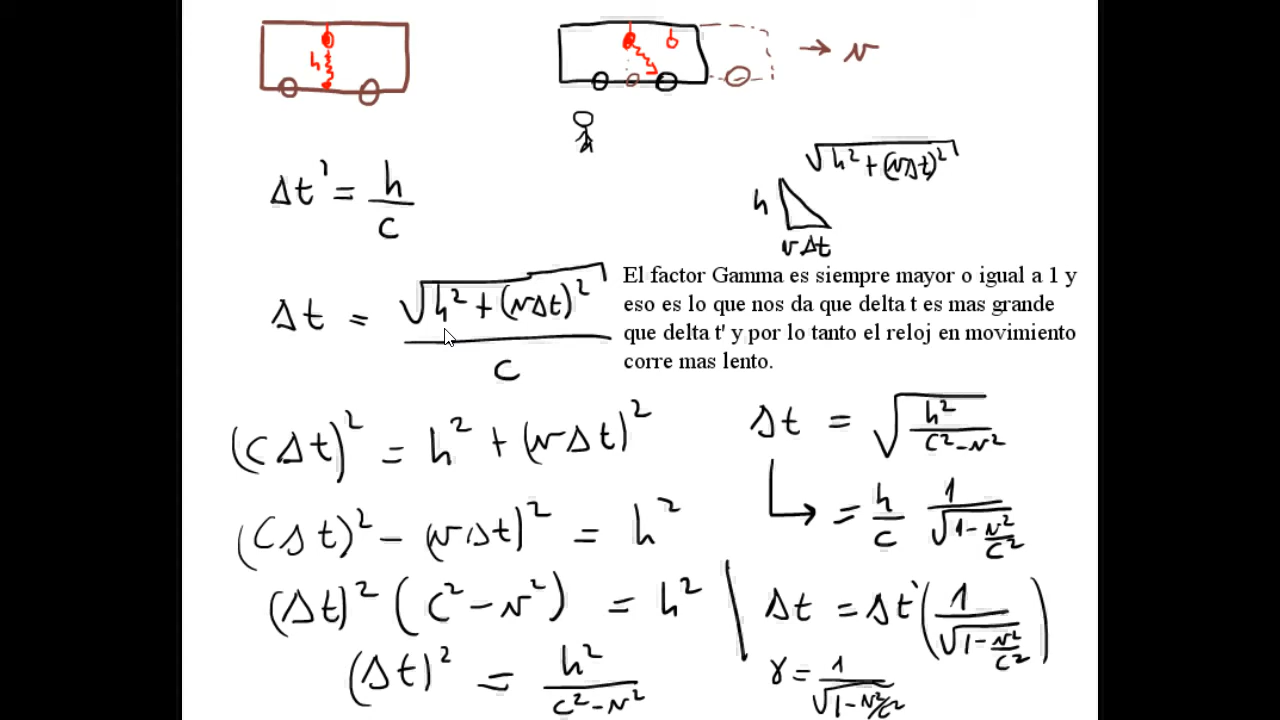 h
→ v
√(h² + (vΔt)²)
h
vΔt
Δt' = h/c
Δt = √(h² + (vΔt)²)/c
El factor Gamma es siempre mayor o igual a 1 y
eso es lo que nos da que delta t es mas grande
que delta t' y por lo tanto el reloj en movimiento
corre mas lento.
(cΔt)² = h² + (vΔt)²
(cΔt)² - (vΔt)² = h²
(Δt)² (c² - v²) = h²
(Δt)² = h²/(c² - v²)
Δt = √(h²/(c² - v²))
↳ = h/c 1/√(1 - v²/c²)
Δt = Δt' (1/√(1 - v²/c²))
γ = 1/√(1 - v²/c²)